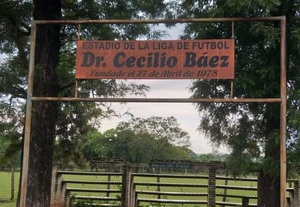 ESTADIO DE LA LIGA DE FUTBOL
Dr. Cecilio Báez
Fundado el 27 de Abril de 1978